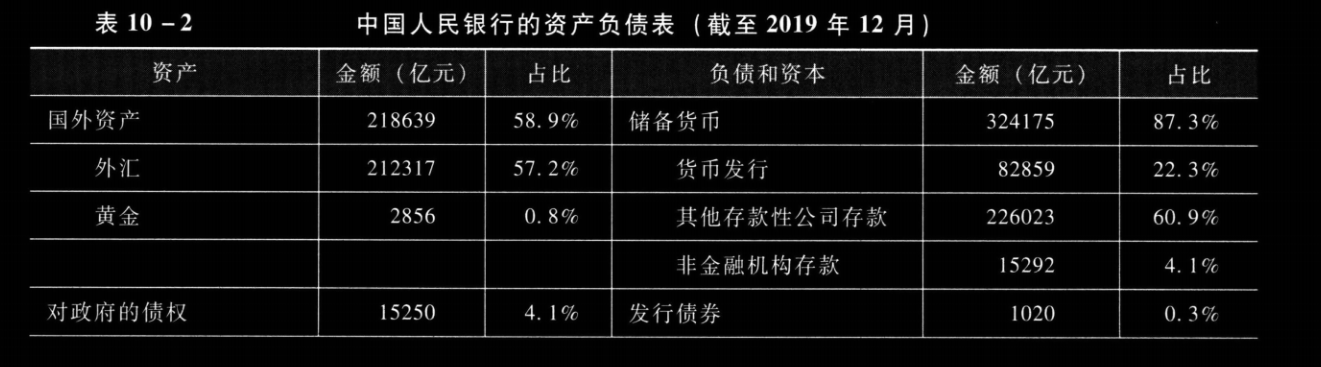 表 10-2 中国人民银行的资产负债表（截至 2019 年 12 月）
资产 金额（亿元） 占比 负债和资本 金额（亿元） 占比
国外资产 218639 58.9% 储备货币 324175 87.3%
外汇 212317 57.2% 货币发行 82859 22.3%
黄金 2856 0.8% 其他存款性公司存款 226023 60.9%
非金融机构存款 15292 4.1%
对政府的债权 15250 4.1% 发行债券 1020 0.3%